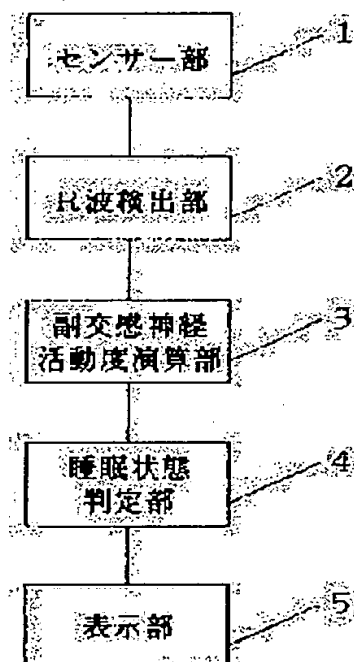 センサー部
1
R波検出部
2
副交感神経
活動度演算部
3
睡眠状態
判定部
4
表示部
5